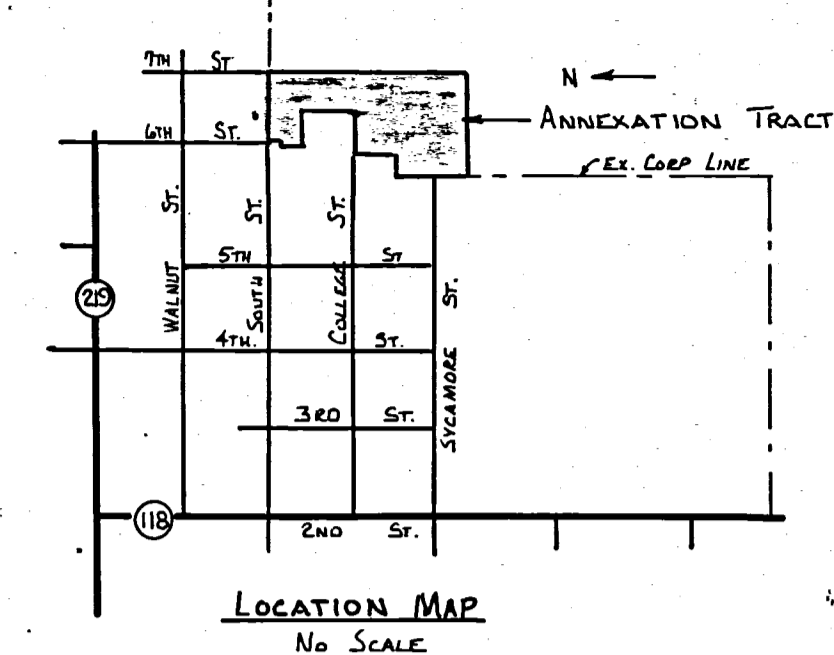 7TH ST
N
ANNEXATION TRACT
6TH ST.
EX. CORP LINE
WALNUT ST.
SOUTH ST.
COLLEGE ST.
SYCAMORE ST.
5TH ST
219
4TH. ST.
3RD ST.
118
2ND ST.
LOCATION MAP
No SCALE